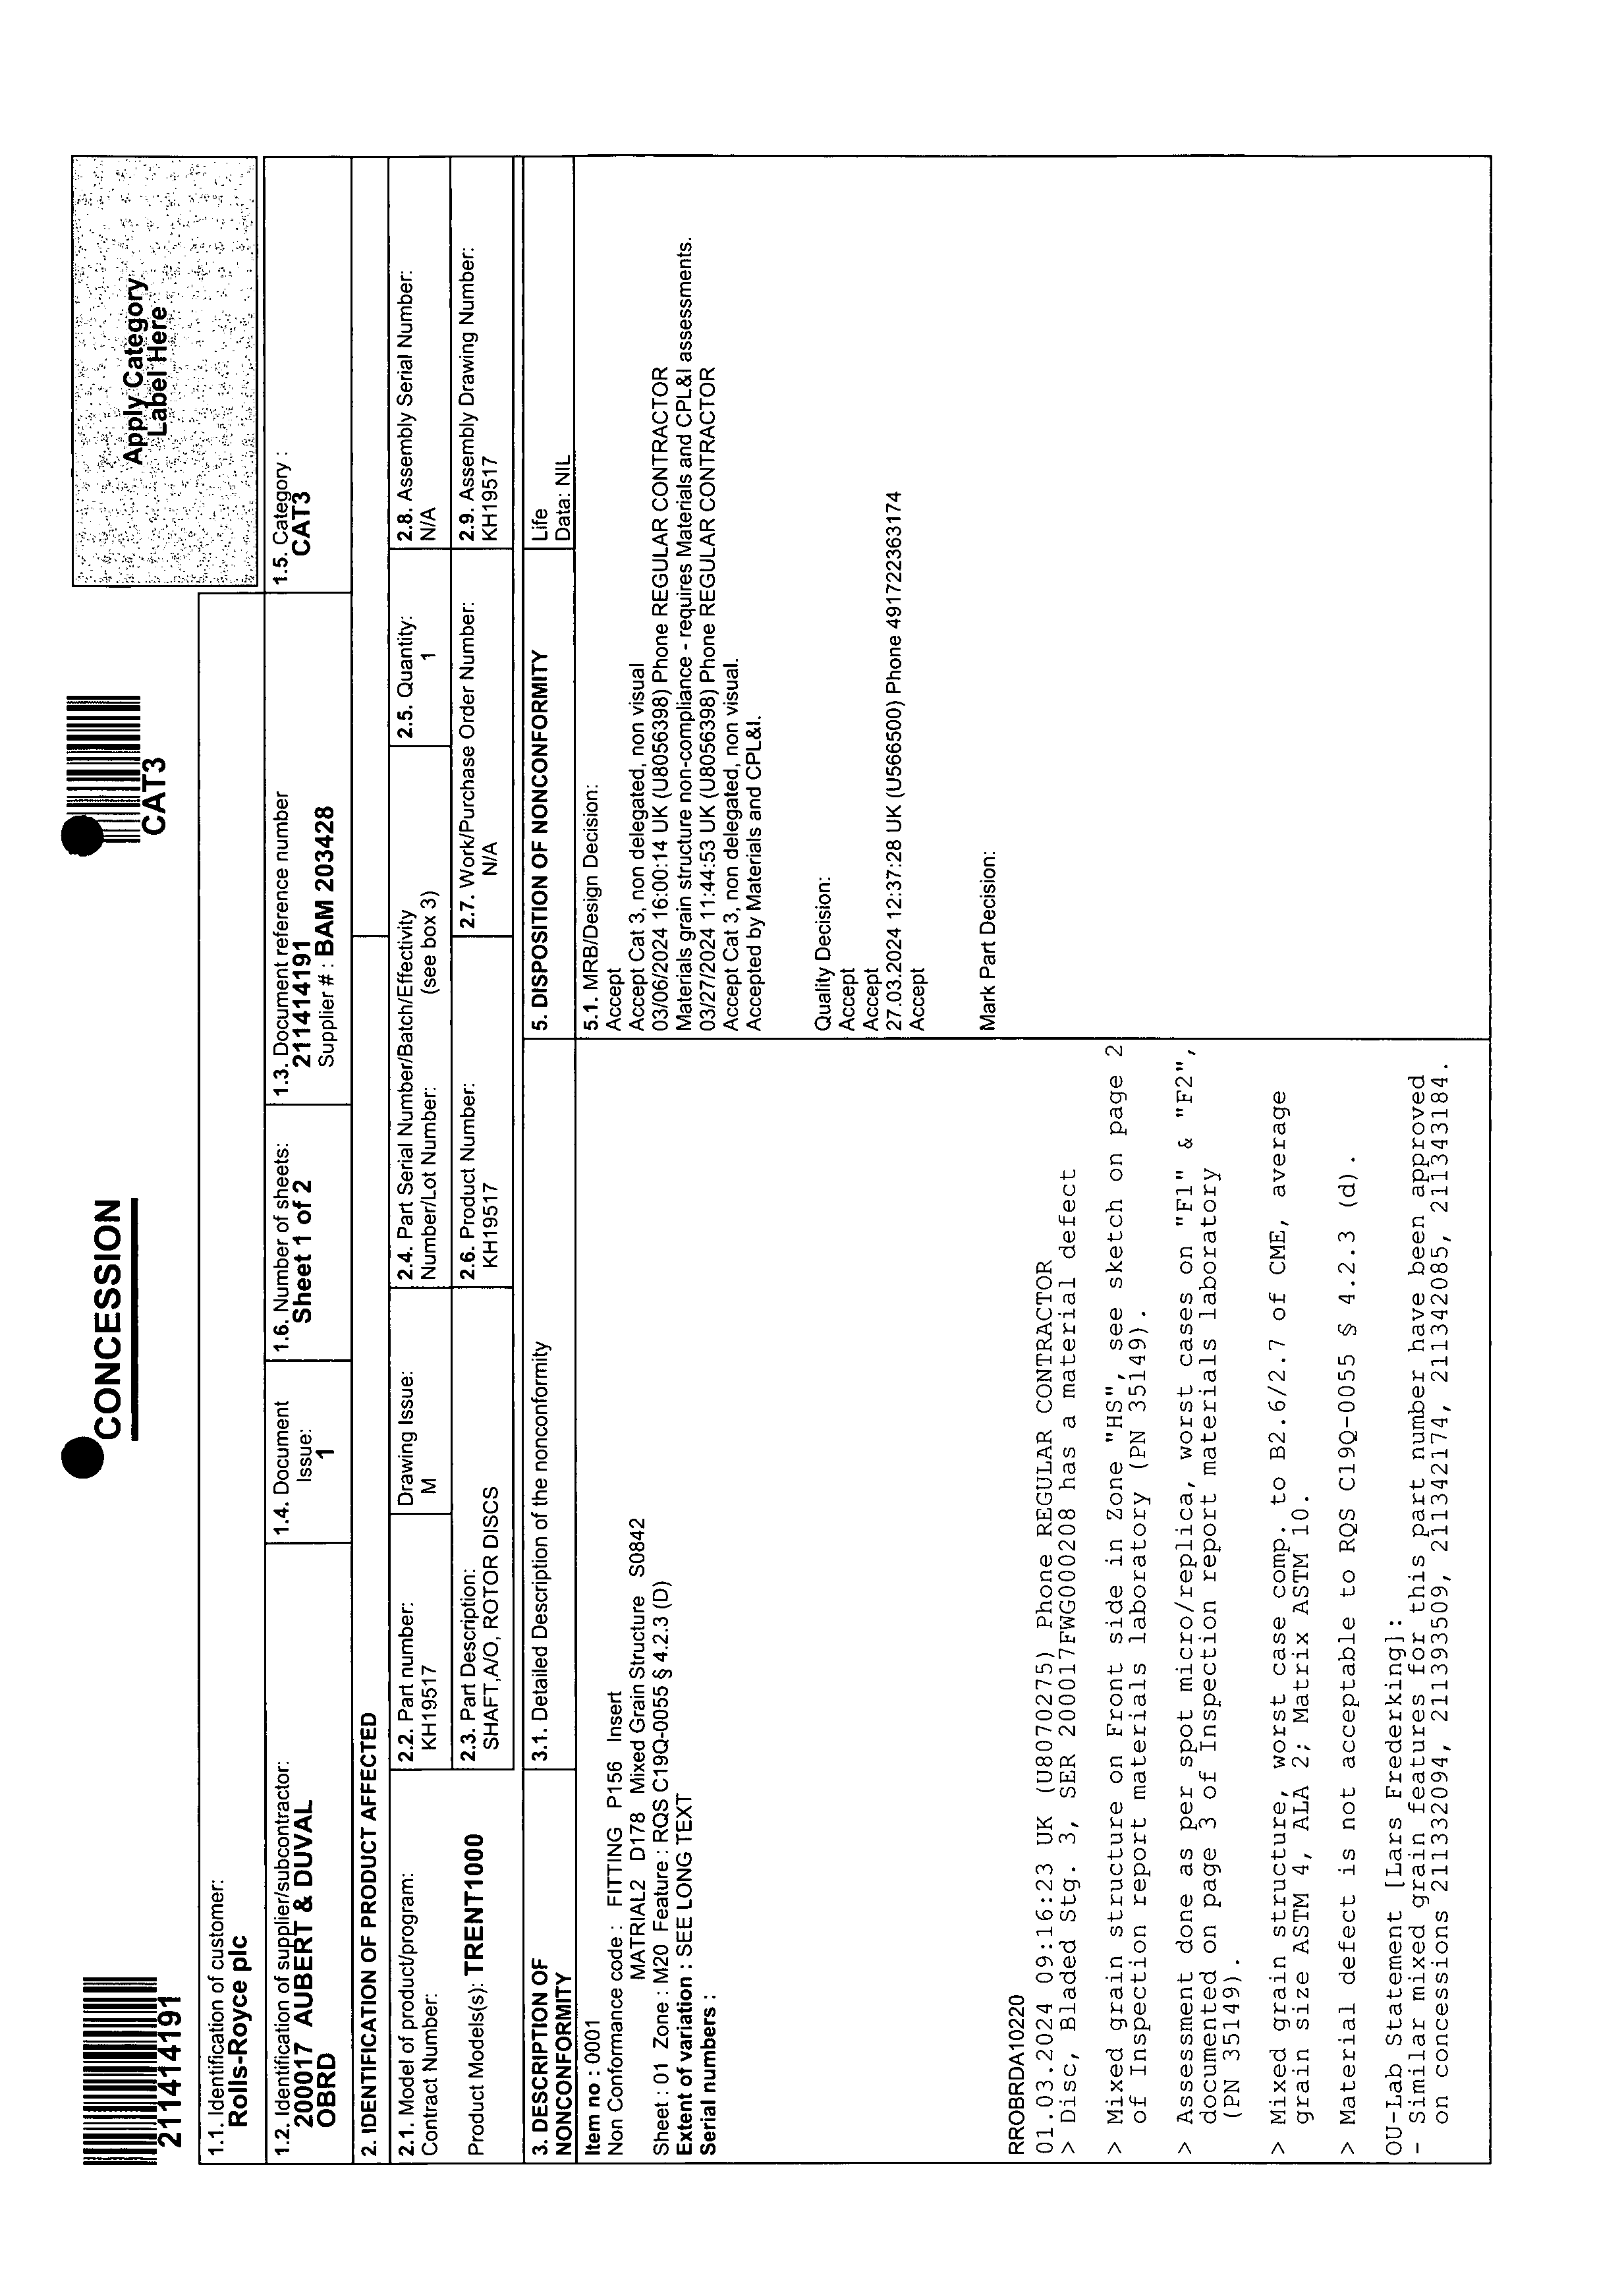 211414191
CONCESSION
CAT3
Apply Category
Label Here
1.1. Identification of customer:
Rolls-Royce plc
1.2. Identification of supplier/subcontractor:
200017 AUBERT & DUVAL
OBRD
1.4. Document
Issue:
1
1.6. Number of sheets:
Sheet 1 of 2
1.3. Document reference number
211414191
Supplier # : BAM 203428
1.5. Category :
CAT3
2. IDENTIFICATION OF PRODUCT AFFECTED
2.1. Model of product/program:
Contract Number:
Product Models(s): TRENT1000
2.2. Part number:
KH19517
Drawing Issue:
M
2.4. Part Serial Number/Batch/Effectivity
Number/Lot Number: (see box 3)
2.5. Quantity:
1
2.8. Assembly Serial Number:
N/A
2.3. Part Description:
SHAFT,A/O, ROTOR DISCS
2.6. Product Number:
KH19517
2.7. Work/Purchase Order Number:
N/A
2.9. Assembly Drawing Number:
KH19517
3. DESCRIPTION OF
NONCONFORMITY
3.1. Detailed Description of the nonconformity
5. DISPOSITION OF NONCONFORMITY
Life
Data: NIL
Item no : 0001
Non Conformance code : FITTING P156 Insert
MATRIAL2 D178 Mixed Grain Structure S0842
Sheet : 01 Zone : M20 Feature : RQS C19Q-0055 § 4.2.3 (D)
Extent of variation : SEE LONG TEXT
Serial numbers :
RROBRDA10220
01.03.2024 09:16:23 UK (U8070275) Phone REGULAR CONTRACTOR
> Disc, Bladed Stg. 3, SER 200017FWG000208 has a material defect
> Mixed grain structure on Front side in Zone "HS", see sketch on page 2
of Inspection report materials laboratory (PN 35149).
> Assessment done as per spot micro/replica, worst cases on "F1" & "F2",
documented on page 3 of Inspection report materials laboratory
(PN 35149).
> Mixed grain structure, worst case comp. to B2.6/2.7 of CME, average
grain size ASTM 4, ALA 2; Matrix ASTM 10.
> Material defect is not acceptable to RQS C19Q-0055 § 4.2.3 (d).
OU-Lab Statement [Lars Frederking]:
- Similar mixed grain features for this part number have been approved
on concessions 211332094, 211393509, 211342174, 211342085, 211343184.
5.1. MRB/Design Decision:
Accept
Accept Cat 3, non delegated, non visual
03/06/2024 16:00:14 UK (U8056398) Phone REGULAR CONTRACTOR
Materials grain structure non-compliance - requires Materials and CPL&I assessments.
03/27/2024 11:44:53 UK (U8056398) Phone REGULAR CONTRACTOR
Accept Cat 3, non delegated, non visual.
Accepted by Materials and CPL&I.
Quality Decision:
Accept
Accept
27.03.2024 12:37:28 UK (U566500) Phone 491722363174
Accept
Mark Part Decision: